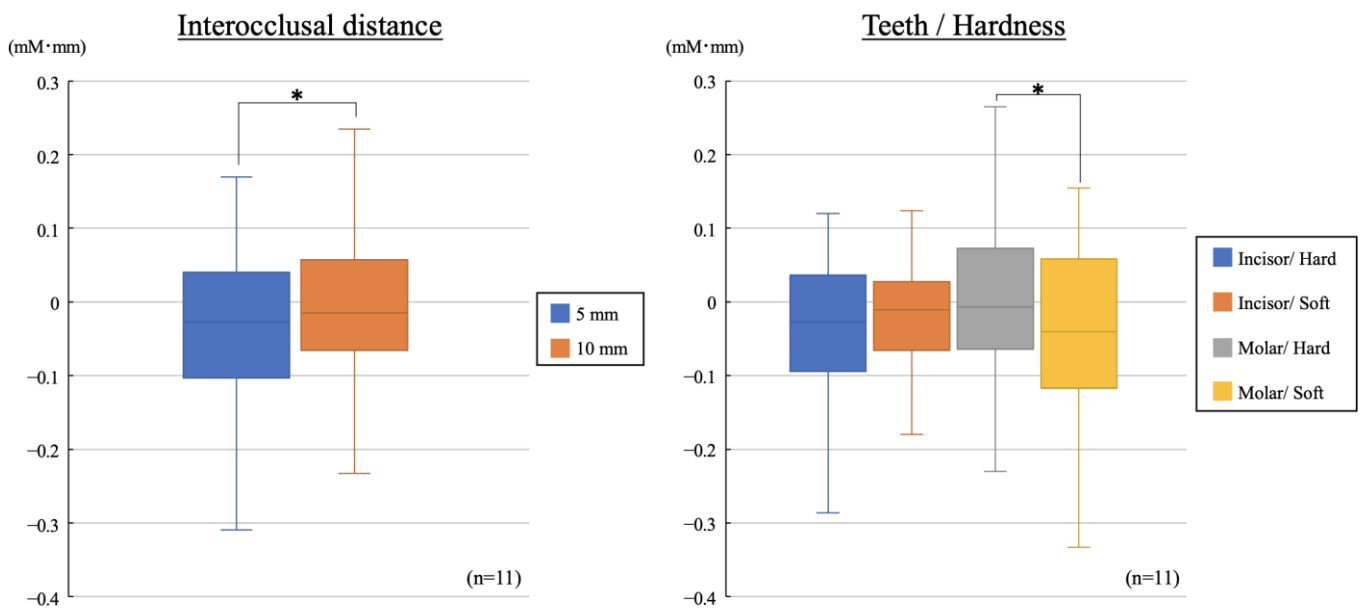 Interocclusal distance
(mM·mm)
0.3
0.2
0.1
0
−0.1
−0.2
−0.3
−0.4
*
5 mm
10 mm
(n=11)
Teeth / Hardness
(mM·mm)
0.3
0.2
0.1
0
−0.1
−0.2
−0.3
−0.4
*
Incisor/ Hard
Incisor/ Soft
Molar/ Hard
Molar/ Soft
(n=11)